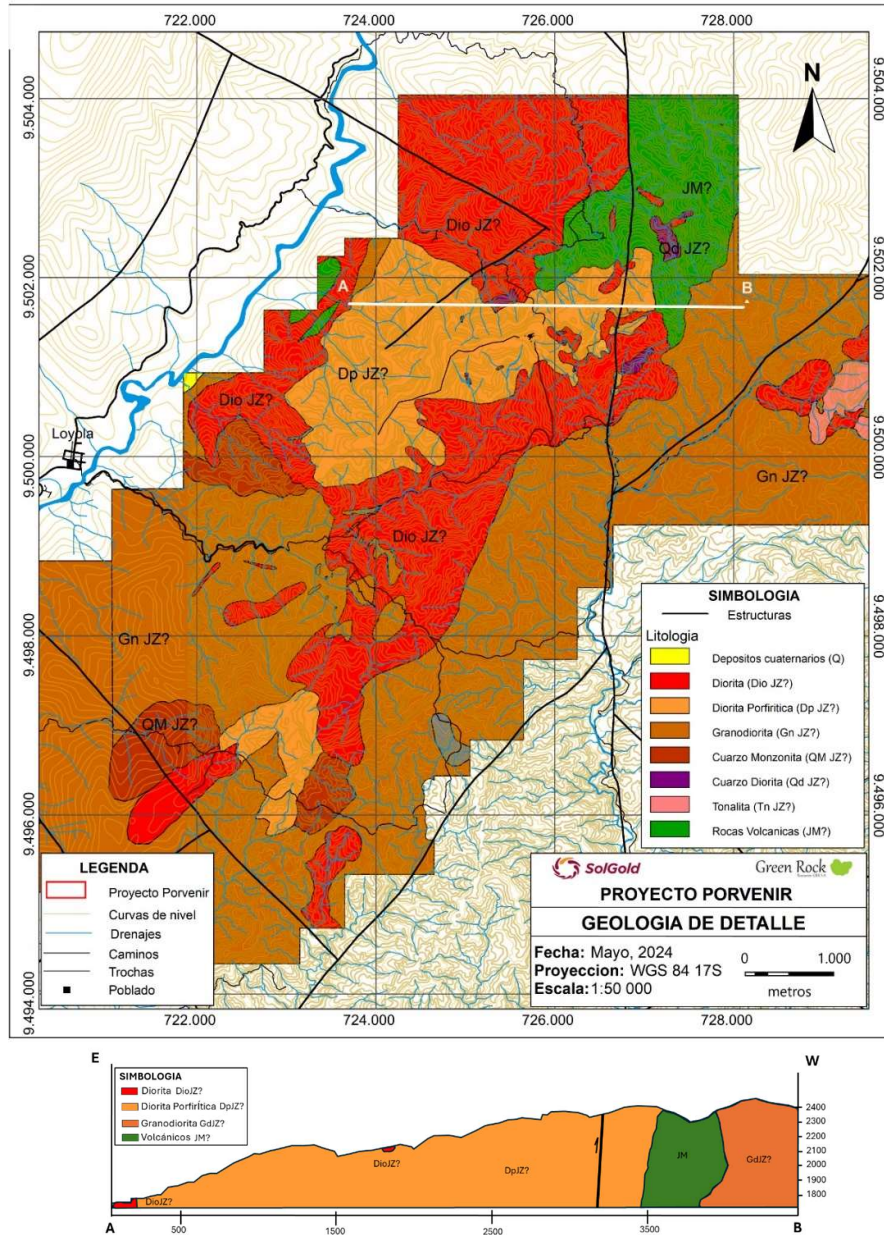 722.000 724.000 726.000 728.000
9.504.000
9.504.000
N
JM?
Dio JZ?
Qd JZ?
9.502.000
9.502.000
A
B
Dp JZ?
Dio JZ?
Loyola
9.500.000
9.500.000
Gn JZ?
Dio JZ?
SIMBOLOGIA
Estructuras
Litologia
Depositos cuaternarios (Q)
Diorita (Dio JZ?)
Diorita Porfiritica (Dp JZ?)
Granodiorita (Gn JZ?)
Cuarzo Monzonita (QM JZ?)
Cuarzo Diorita (Qd JZ?)
Tonalita (Tn JZ?)
Rocas Volcanicas (JM?)
9.498.000
9.498.000
Gn JZ?
QM JZ?
9.496.000
9.496.000
LEGENDA
Proyecto Porvenir
Curvas de nivel
Drenajes
Caminos
Trochas
Poblado
SolGold
Green Rock
PROYECTO PORVENIR
GEOLOGIA DE DETALLE
Fecha: Mayo, 2024
Proyeccion: WGS 84 17S
Escala:1:50 000
0 1.000
metros
9.494.000
722.000 724.000 726.000 728.000
E
W
SIMBOLOGIA
Diorita DioJZ?
Diorita Porfirítica DpJZ?
Granodiorita GdJZ?
Volcánicos JM?
2400
2300
2200
2100
2000
1900
1800
DioJZ?
DioJZ?
DpJZ?
JM
GdJZ?
A
B
500 1500 2500 3500